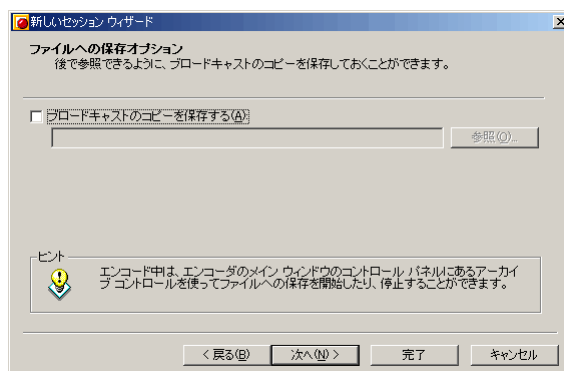 新しいセッション ウィザード
ファイルへの保存オプション
後で参照できるように、ブロードキャストのコピーを保存しておくことができます。
ブロードキャストのコピーを保存する(A)
参照(O)...
ヒント
エンコード中は、エンコーダのメイン ウィンドウのコントロール パネルにあるアーカイ
ブ コントロールを使ってファイルへの保存を開始したり、停止することができます。
< 戻る(B)
次へ(N) >
完了
キャンセル